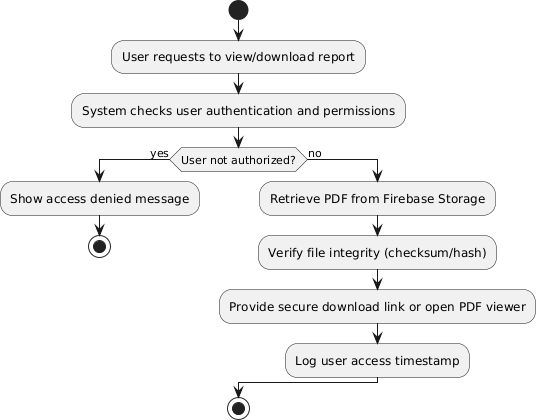 User requests to view/download report
System checks user authentication and permissions
yes
User not authorized?
no
Show access denied message
Retrieve PDF from Firebase Storage
Verify file integrity (checksum/hash)
Provide secure download link or open PDF viewer
Log user access timestamp